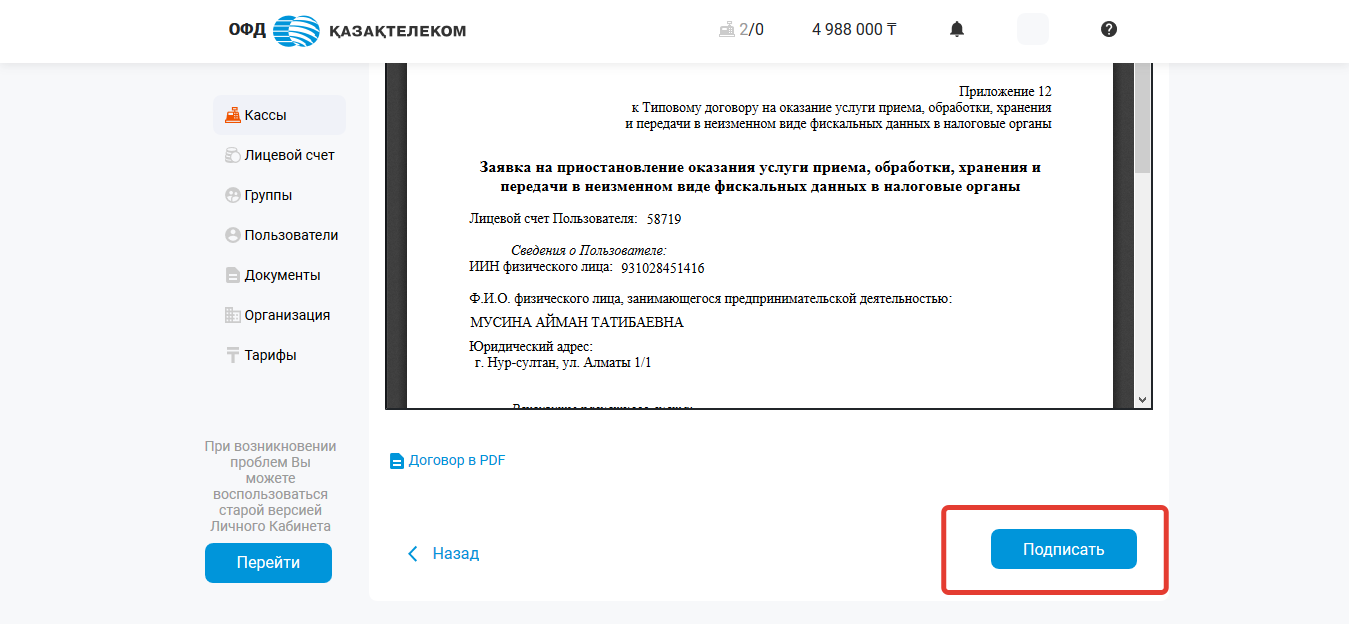 ОФД ҚАЗАҚТЕЛЕКОМ
2/0
4 988 000 ₸
Кассы
Лицевой счет
Группы
Пользователи
Документы
Организация
Тарифы
При возникновении
проблем Вы
можете
воспользоваться
старой версией
Личного Кабинета
Перейти
Приложение 12
к Типовому договору на оказание услуги приема, обработки, хранения
и передачи в неизменном виде фискальных данных в налоговые органы
Заявка на приостановление оказания услуги приема, обработки, хранения и
передачи в неизменном виде фискальных данных в налоговые органы
Лицевой счет Пользователя: 58719
Сведения о Пользователе:
ИИН физического лица: 931028451416
Ф.И.О. физического лица, занимающегося предпринимательской деятельностью:
МУСИНА АЙМАН ТАТИБАЕВНА
Юридический адрес:
г. Нур-султан, ул. Алматы 1/1
Договор в PDF
Назад
Подписать